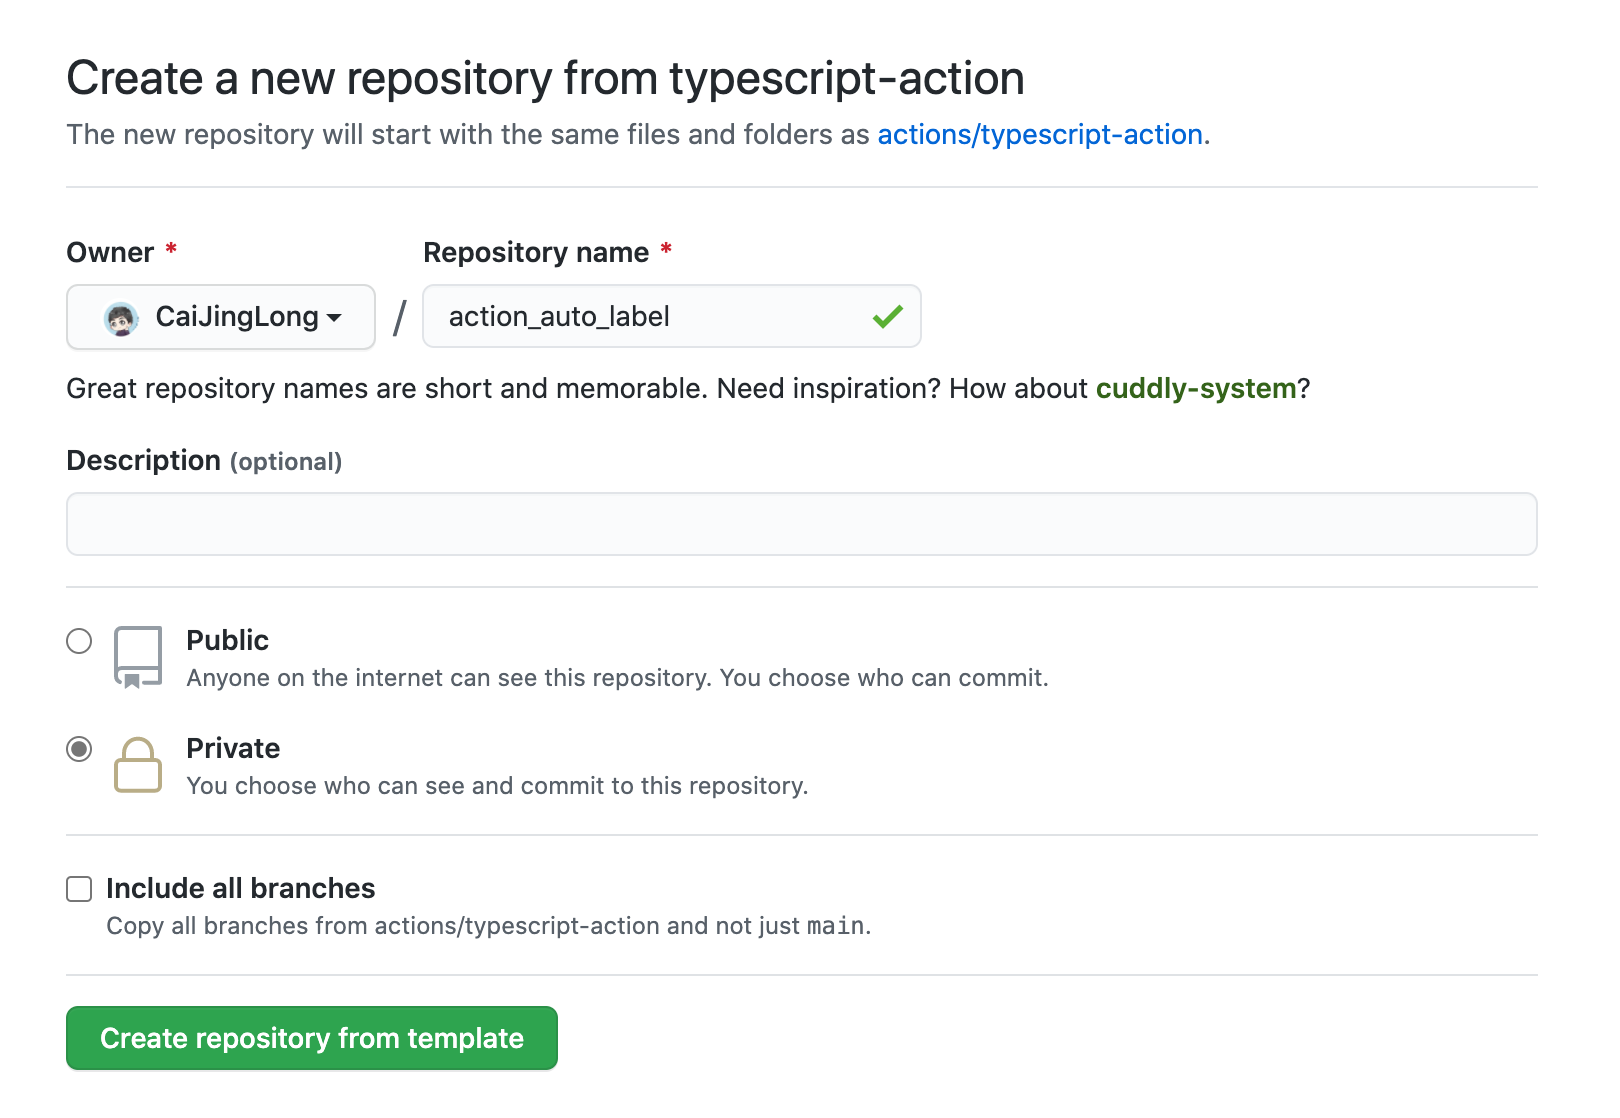 Create a new repository from typescript-action
The new repository will start with the same files and folders as actions/typescript-action.
Owner *
Repository name *
CaiJingLong
/
action_auto_label
Great repository names are short and memorable. Need inspiration? How about cuddly-system?
Description (optional)
Public
Anyone on the internet can see this repository. You choose who can commit.
Private
You choose who can see and commit to this repository.
Include all branches
Copy all branches from actions/typescript-action and not just main.
Create repository from template